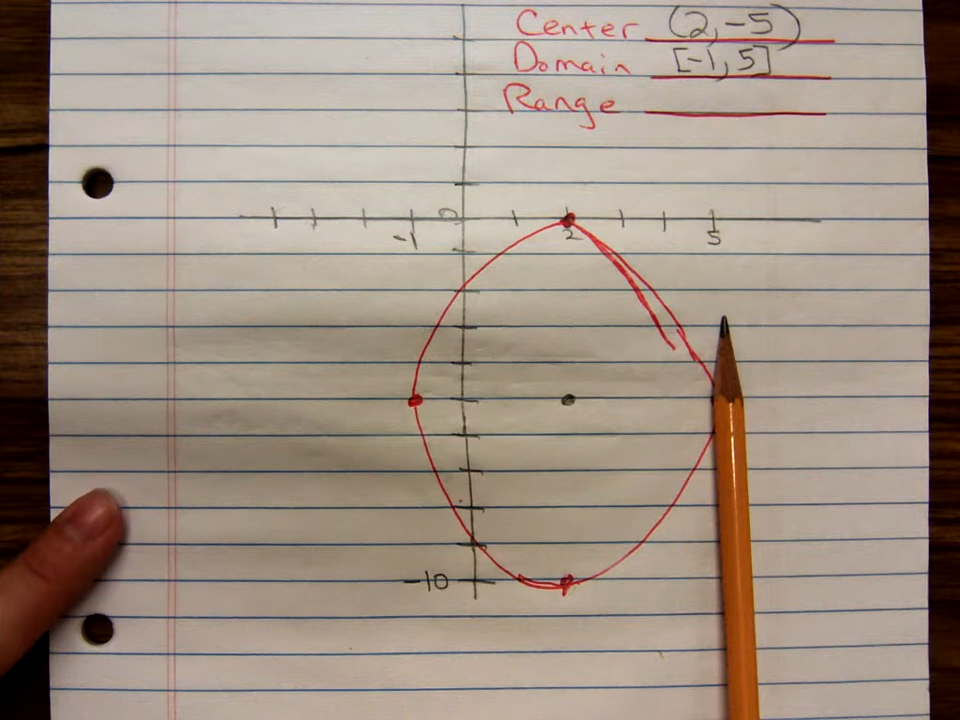 Center (2,-5)
Domain [-1,5]
Range
0
-1 2 5
-10